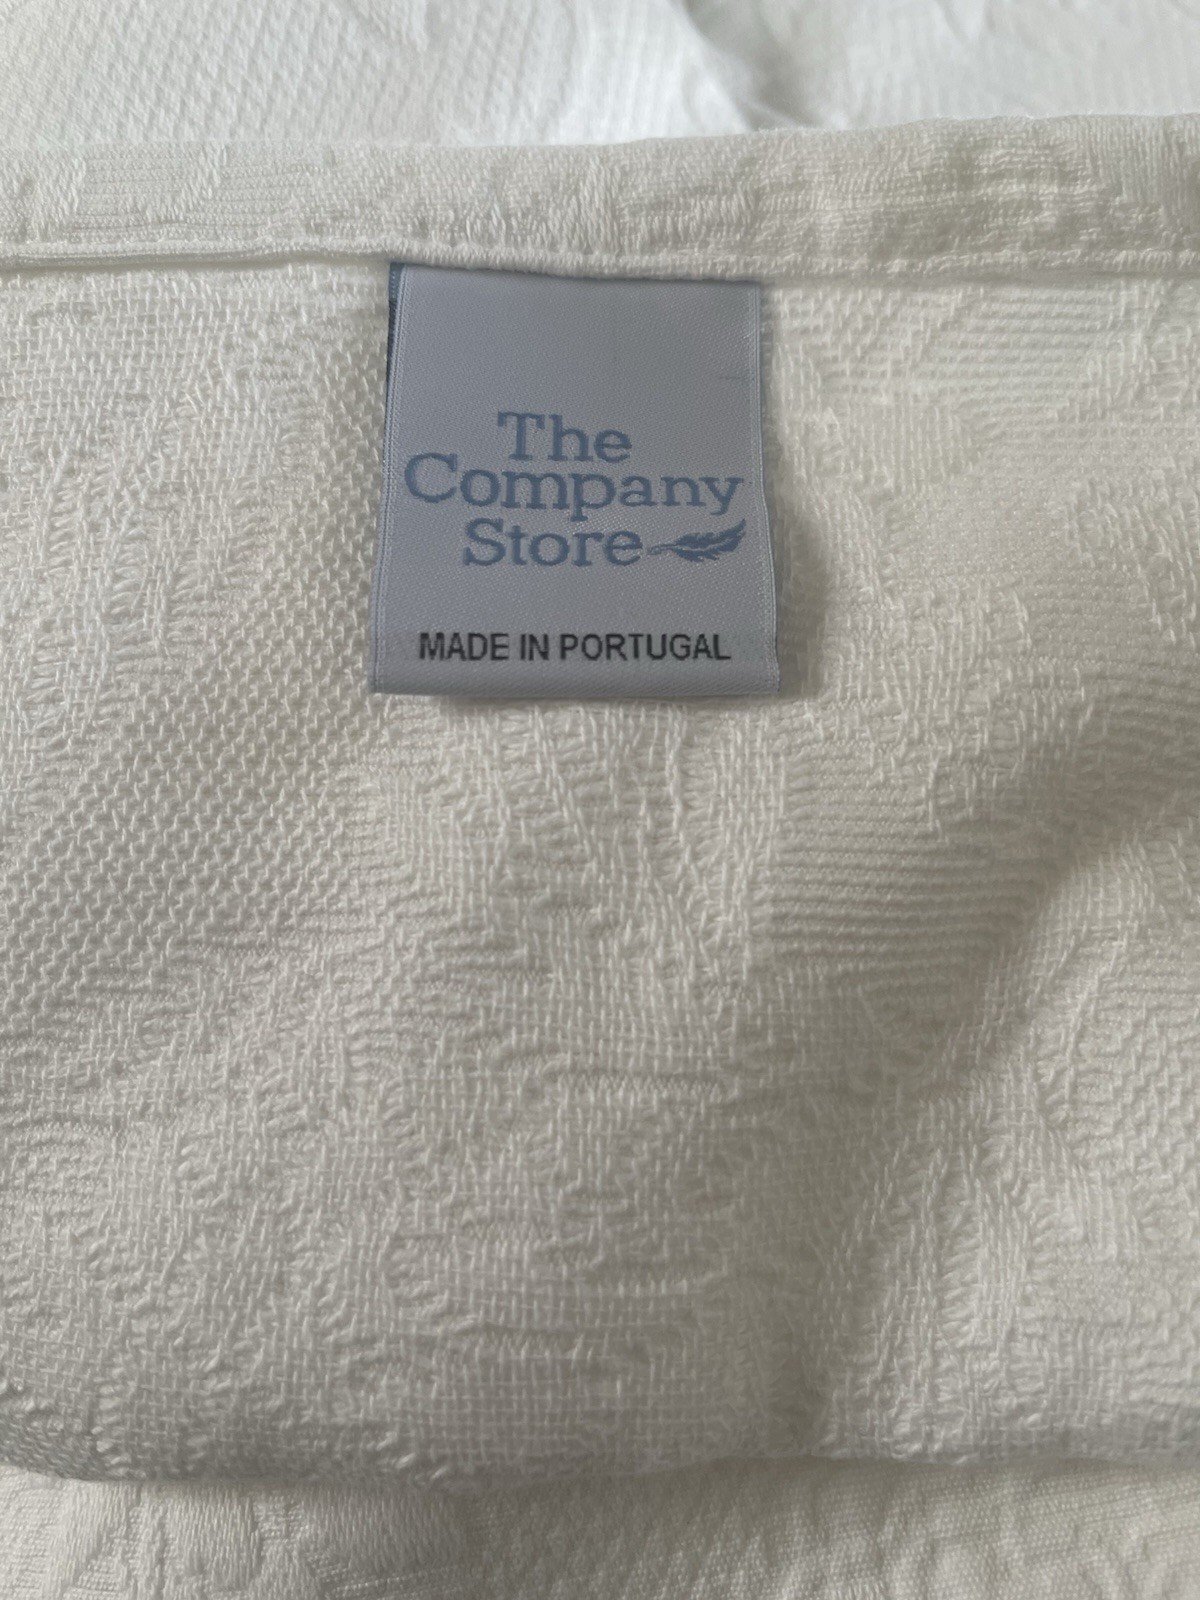 The
Company
Store
MADE IN PORTUGAL